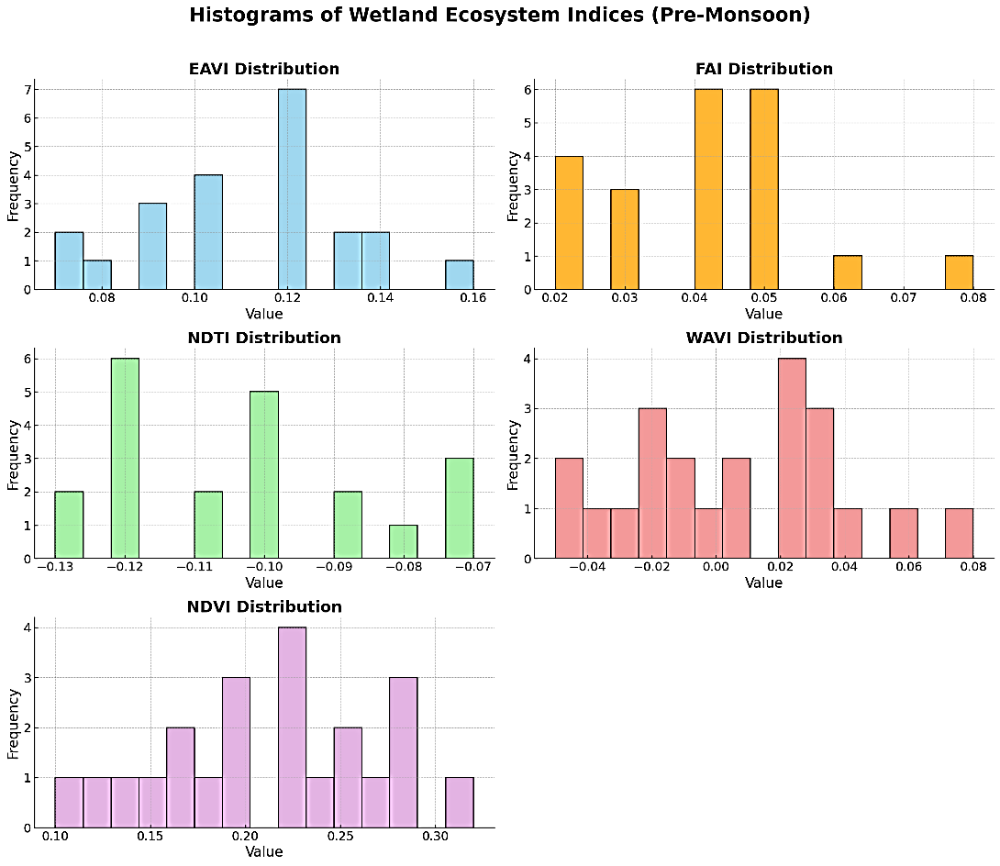 Histograms of Wetland Ecosystem Indices (Pre-Monsoon)
EAVI Distribution
7
6
5
4
3
2
1
0
Frequency
0.08 0.10 0.12 0.14 0.16
Value
FAI Distribution
6
5
4
3
2
1
0
Frequency
0.02 0.03 0.04 0.05 0.06 0.07 0.08
Value
NDTI Distribution
6
5
4
3
2
1
0
Frequency
−0.13 −0.12 −0.11 −0.10 −0.09 −0.08 −0.07
Value
WAVI Distribution
4
3
2
1
0
Frequency
−0.04 −0.02 0.00 0.02 0.04 0.06 0.08
Value
NDVI Distribution
4
3
2
1
0
Frequency
0.10 0.15 0.20 0.25 0.30
Value